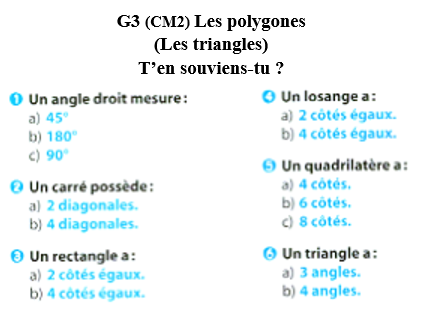 G3 (CM2) Les polygones
(Les triangles)
T'en souviens-tu ?
1 Un angle droit mesure :
a) 45°
b) 180°
c) 90°
2 Un carré possède :
a) 2 diagonales.
b) 4 diagonales.
3 Un rectangle a :
a) 2 côtés égaux.
b) 4 côtés égaux.
4 Un losange a :
a) 2 côtés égaux.
b) 4 côtés égaux.
5 Un quadrilatère a :
a) 4 côtés.
b) 6 côtés.
c) 8 côtés.
6 Un triangle a :
a) 3 angles.
b) 4 angles.